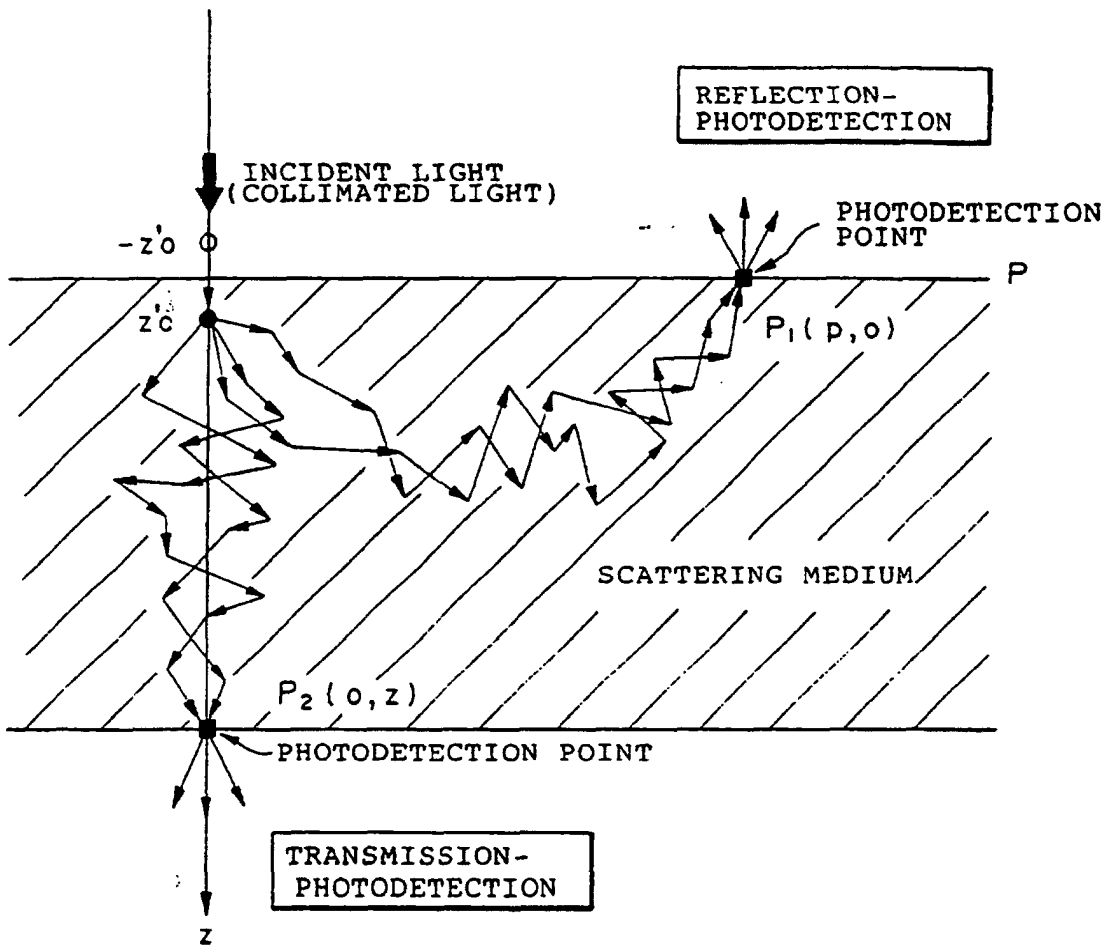 REFLECTION-
PHOTODETECTION
INCIDENT LIGHT
(COLLIMATED LIGHT)
PHOTODETECTION
POINT
-z'o
P
z'o
P₁(p,o)
SCATTERING MEDIUM
P₂(o,z)
PHOTODETECTION POINT
TRANSMISSION-
PHOTODETECTION
z